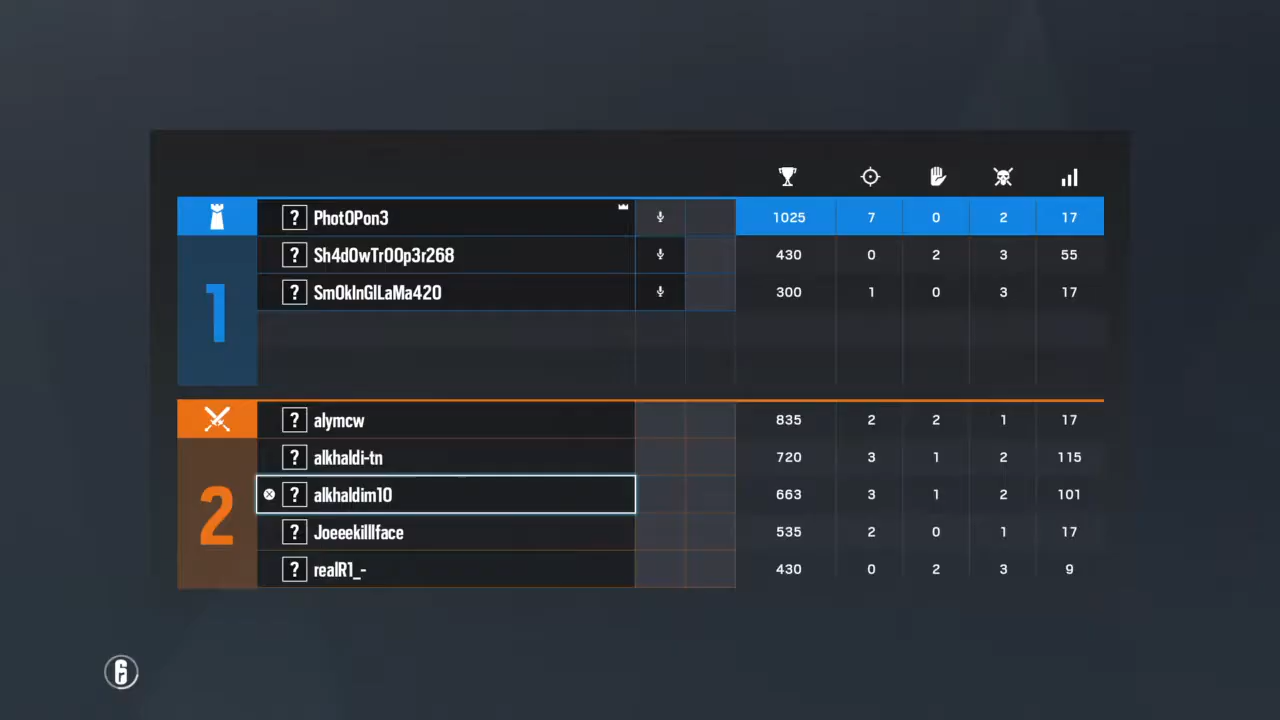 ? PhotOPon3 1025 7 0 2 17
? Sh4dOwTrOOp3r268 430 0 2 3 55
1 ? SmOkInGlLaMa420 300 1 0 3 17
? alymcw 835 2 2 1 17
? alkhaldi-tn 720 3 1 2 115
2 ? alkhaldim10 663 3 1 2 101
? Joeeekilllface 535 2 0 1 17
? realR1_- 430 0 2 3 9
6